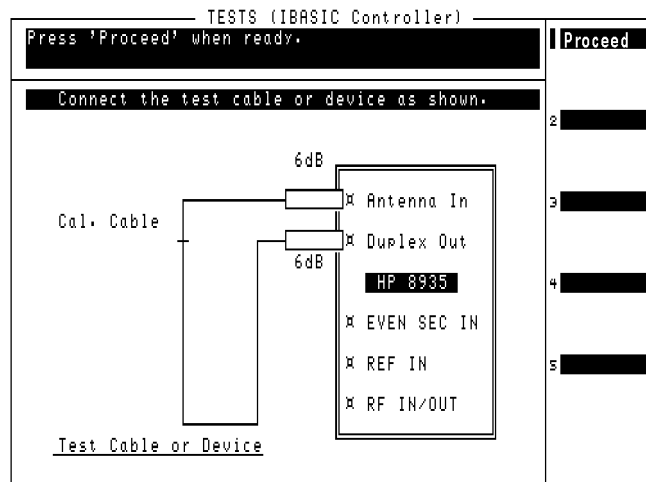 TESTS (IBASIC Controller)
Press 'Proceed' when ready.
1 Proceed
Connect the test cable or device as shown.
2
6dB
Antenna In
3
Cal. Cable
Duplex Out
6dB
HP 8935
4
EVEN SEC IN
REF IN
5
RF IN/OUT
Test Cable or Device